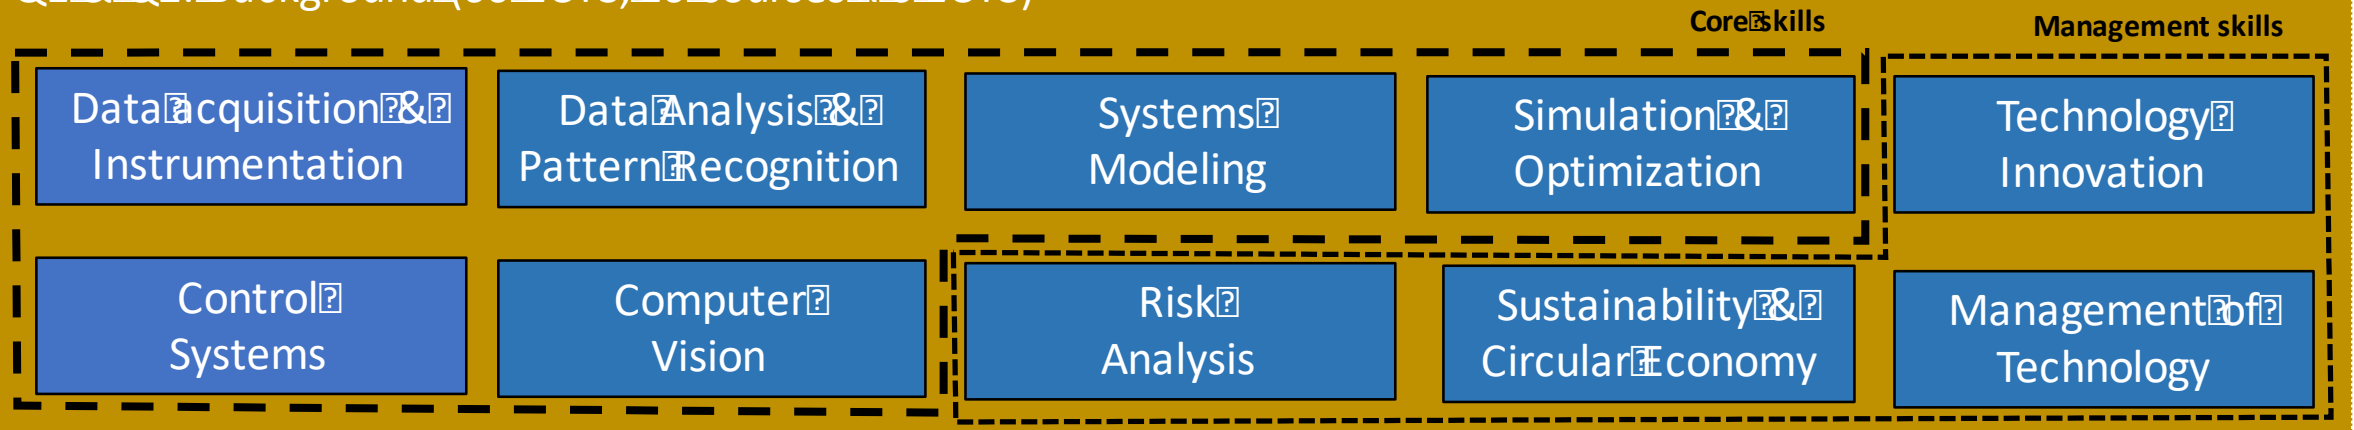 Core skills
Management skills
Data acquisition &
Instrumentation
Data Analysis &
Pattern Recognition
Systems
Modeling
Simulation &
Optimization
Technology
Innovation
Control
Systems
Computer
Vision
Risk
Analysis
Sustainability &
Circular Economy
Management of
Technology